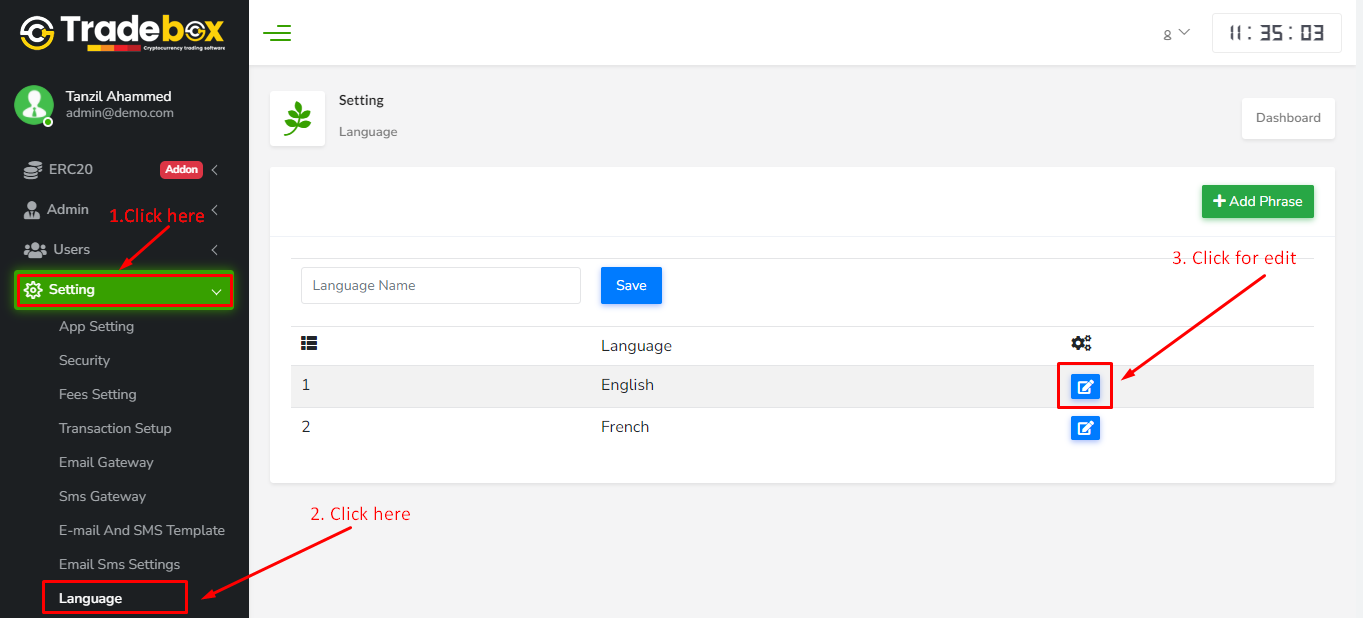 Tradebox
Cryptocurrency trading software
11:35:03
Tanzil Ahammed
admin@demo.com
Setting
Language
Dashboard
ERC20 Addon
Admin
1.Click here
Users
Setting
App Setting
Security
Fees Setting
Transaction Setup
Email Gateway
Sms Gateway
E-mail And SMS Template
Email Sms Settings
Language
2. Click here
+ Add Phrase
3. Click for edit
Language Name Save
Language
1 English
2 French